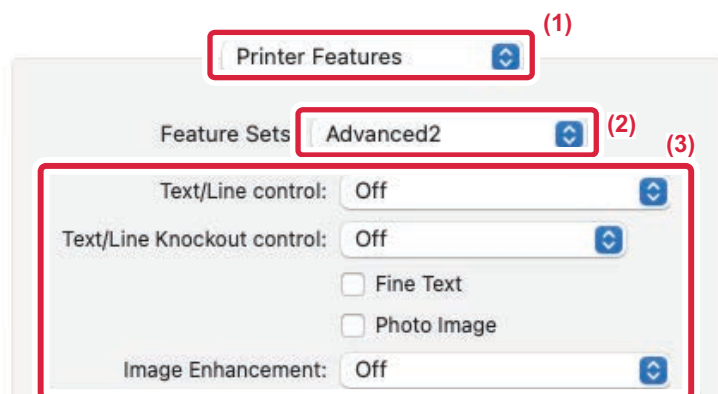 (1)
Printer Features
Feature Sets Advanced2 (2)
(3)
Text/Line control: Off
Text/Line Knockout control: Off
Fine Text
Photo Image
Image Enhancement: Off